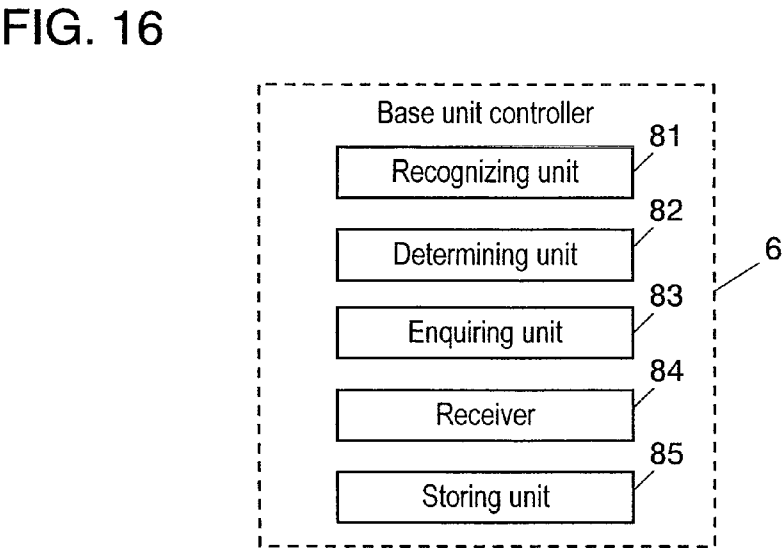 FIG. 16
Base unit controller
81
Recognizing unit
82
Determining unit
6
83
Enquiring unit
84
Receiver
85
Storing unit